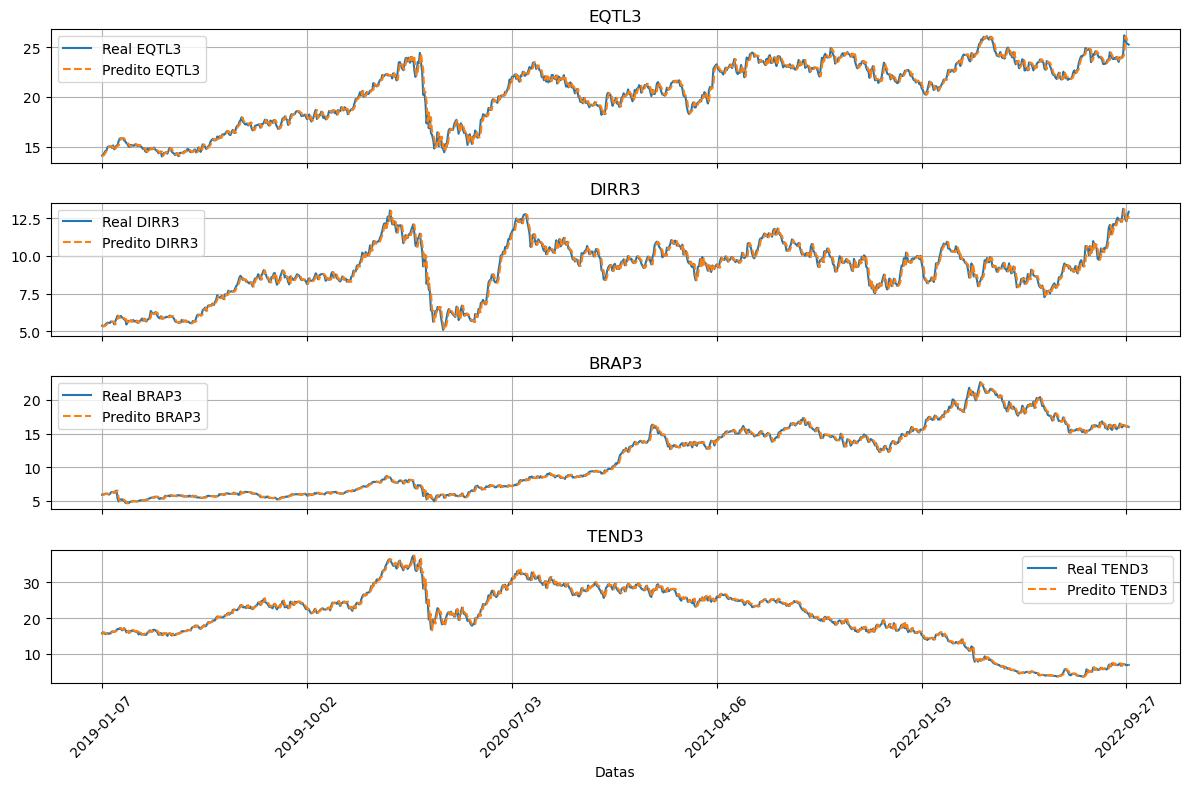 EQTL3
Real EQTL3
Predito EQTL3
25
20
15
DIRR3
Real DIRR3
Predito DIRR3
12.5
10.0
7.5
5.0
BRAP3
Real BRAP3
Predito BRAP3
20
15
10
5
TEND3
Real TEND3
Predito TEND3
30
20
10
2019-01-07
2019-10-02
2020-07-03
2021-04-06
2022-01-03
2022-09-27
Datas